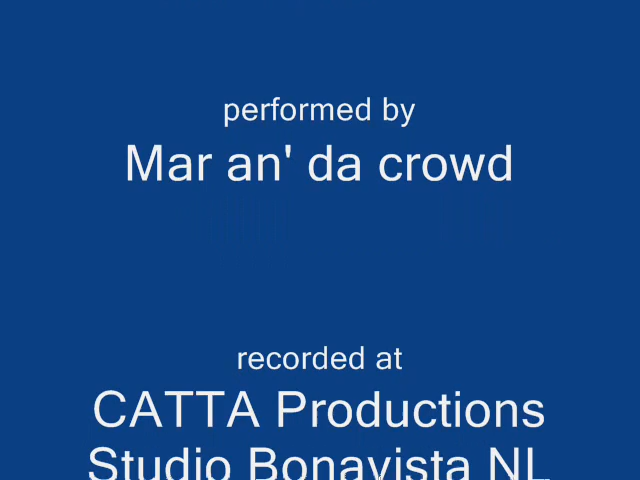 performed by
Mar an' da crowd
recorded at
CATTA Productions
Studio Bonavista NL